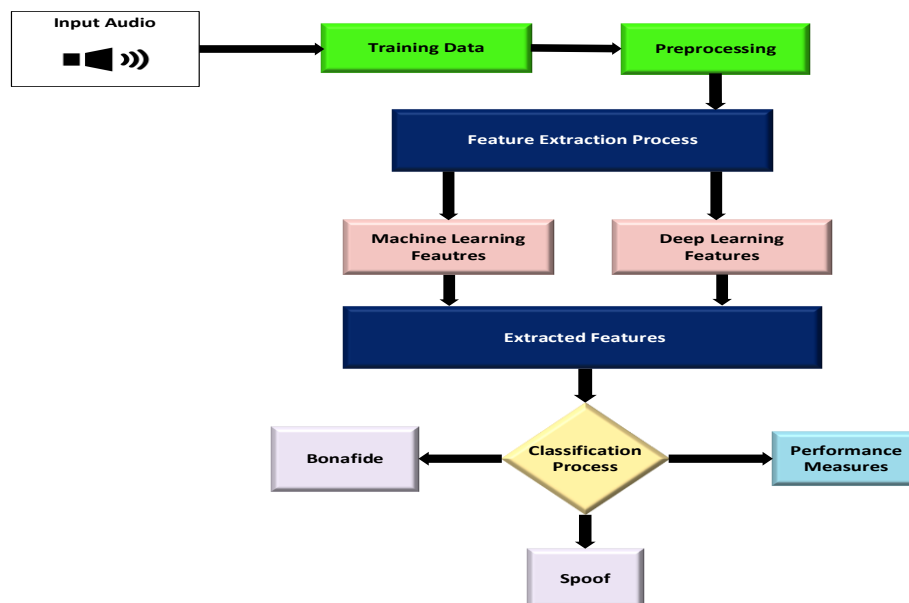 Input Audio
Training Data
Preprocessing
Feature Extraction Process
Machine Learning
Feautres
Deep Learning
Features
Extracted Features
Classification
Process
Bonafide
Performance
Measures
Spoof